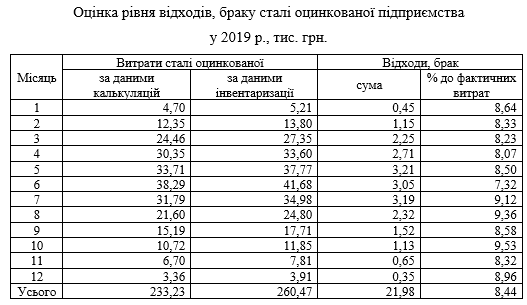 Оцінка рівня відходів, браку сталі оцинкованої підприємства
у 2019 р., тис. грн.
Місяць Витрати сталі оцинкованої Відходи, брак
за даними калькуляцій за даними інвентаризації сума % до фактичних витрат
1 4,70 5,21 0,45 8,64
2 12,35 13,80 1,15 8,33
3 24,46 27,35 2,25 8,23
4 30,35 33,60 2,71 8,07
5 33,71 37,77 3,21 8,50
6 38,29 41,68 3,05 7,32
7 31,79 34,98 3,19 9,12
8 21,60 24,80 2,32 9,36
9 15,19 17,71 1,52 8,58
10 10,72 11,85 1,13 9,53
11 6,70 7,81 0,65 8,32
12 3,36 3,91 0,35 8,96
Усього 233,23 260,47 21,98 8,44